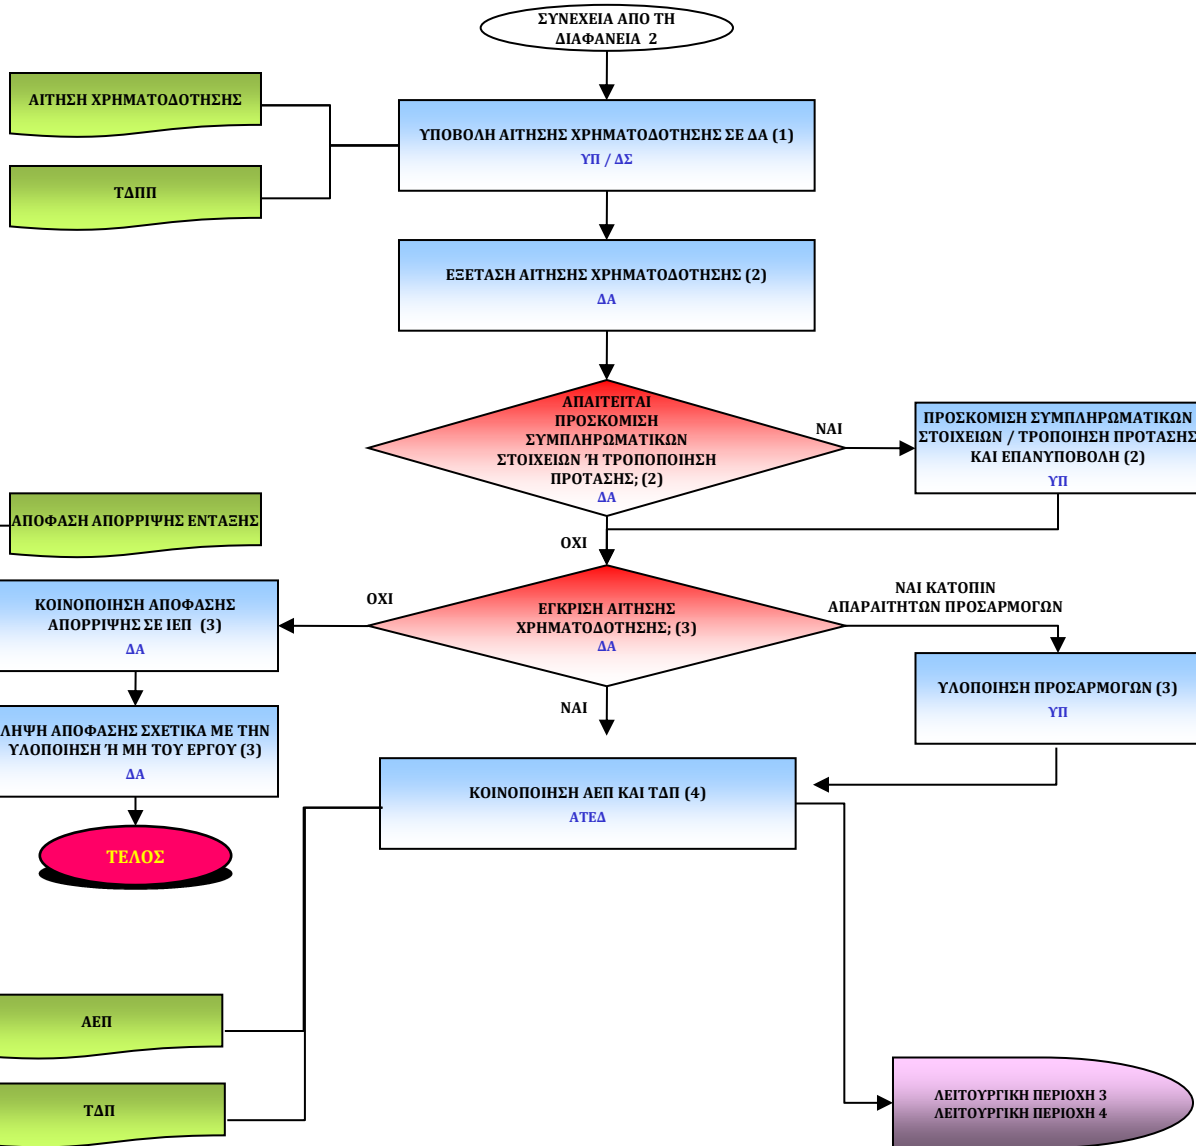 ΣΥΝΕΧΕΙΑ ΑΠΟ ΤΗ
ΔΙΑΦΑΝΕΙΑ 2
ΑΙΤΗΣΗ ΧΡΗΜΑΤΟΔΟΤΗΣΗΣ
ΤΔΠΠ
ΥΠΟΒΟΛΗ ΑΙΤΗΣΗΣ ΧΡΗΜΑΤΟΔΟΤΗΣΗΣ ΣΕ ΔΑ (1)
ΥΠ / ΔΣ
ΕΞΕΤΑΣΗ ΑΙΤΗΣΗΣ ΧΡΗΜΑΤΟΔΟΤΗΣΗΣ (2)
ΔΑ
ΑΠΑΙΤΕΙΤΑΙ
ΠΡΟΣΚΟΜΙΣΗ
ΣΥΜΠΛΗΡΩΜΑΤΙΚΩΝ
ΣΤΟΙΧΕΙΩΝ Ή ΤΡΟΠΟΠΟΙΗΣΗ
ΠΡΟΤΑΣΗΣ; (2)
ΔΑ
ΝΑΙ
ΠΡΟΣΚΟΜΙΣΗ ΣΥΜΠΛΗΡΩΜΑΤΙΚΩΝ
ΣΤΟΙΧΕΙΩΝ / ΤΡΟΠΟΙΗΣΗ ΠΡΟΤΑΣΗΣ
ΚΑΙ ΕΠΑΝΥΠΟΒΟΛΗ (2)
ΥΠ
ΟΧΙ
ΑΠΟΦΑΣΗ ΑΠΟΡΡΙΨΗΣ ΕΝΤΑΞΗΣ
ΕΓΚΡΙΣΗ ΑΙΤΗΣΗΣ
ΧΡΗΜΑΤΟΔΟΤΗΣΗΣ; (3)
ΔΑ
ΟΧΙ
ΚΟΙΝΟΠΟΙΗΣΗ ΑΠΟΦΑΣΗΣ
ΑΠΟΡΡΙΨΗΣ ΣΕ ΙΕΠ (3)
ΔΑ
ΛΗΨΗ ΑΠΟΦΑΣΗΣ ΣΧΕΤΙΚΑ ΜΕ ΤΗΝ
ΥΛΟΠΟΙΗΣΗ Ή ΜΗ ΤΟΥ ΕΡΓΟΥ (3)
ΔΑ
ΤΕΛΟΣ
ΝΑΙ ΚΑΤΟΠΙΝ
ΑΠΑΡΑΙΤΗΤΩΝ ΠΡΟΣΑΡΜΟΓΩΝ
ΥΛΟΠΟΙΗΣΗ ΠΡΟΣΑΡΜΟΓΩΝ (3)
ΥΠ
ΝΑΙ
ΚΟΙΝΟΠΟΙΗΣΗ ΑΕΠ ΚΑΙ ΤΔΠ (4)
ΑΤΕΔ
ΑΕΠ
ΤΔΠ
ΛΕΙΤΟΥΡΓΙΚΗ ΠΕΡΙΟΧΗ 3
ΛΕΙΤΟΥΡΓΙΚΗ ΠΕΡΙΟΧΗ 4